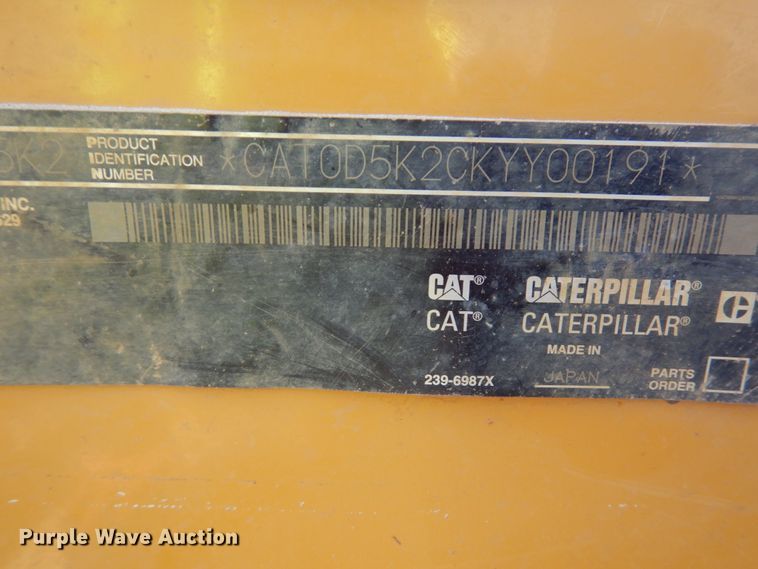 5K2 PRODUCT IDENTIFICATION NUMBER *CAT0D5K2CKYY00191*
INC.
629
CAT® CATERPILLAR®
CAT® CATERPILLAR®
MADE IN
239-6987X JAPAN PARTS ORDER
Purple Wave Auction